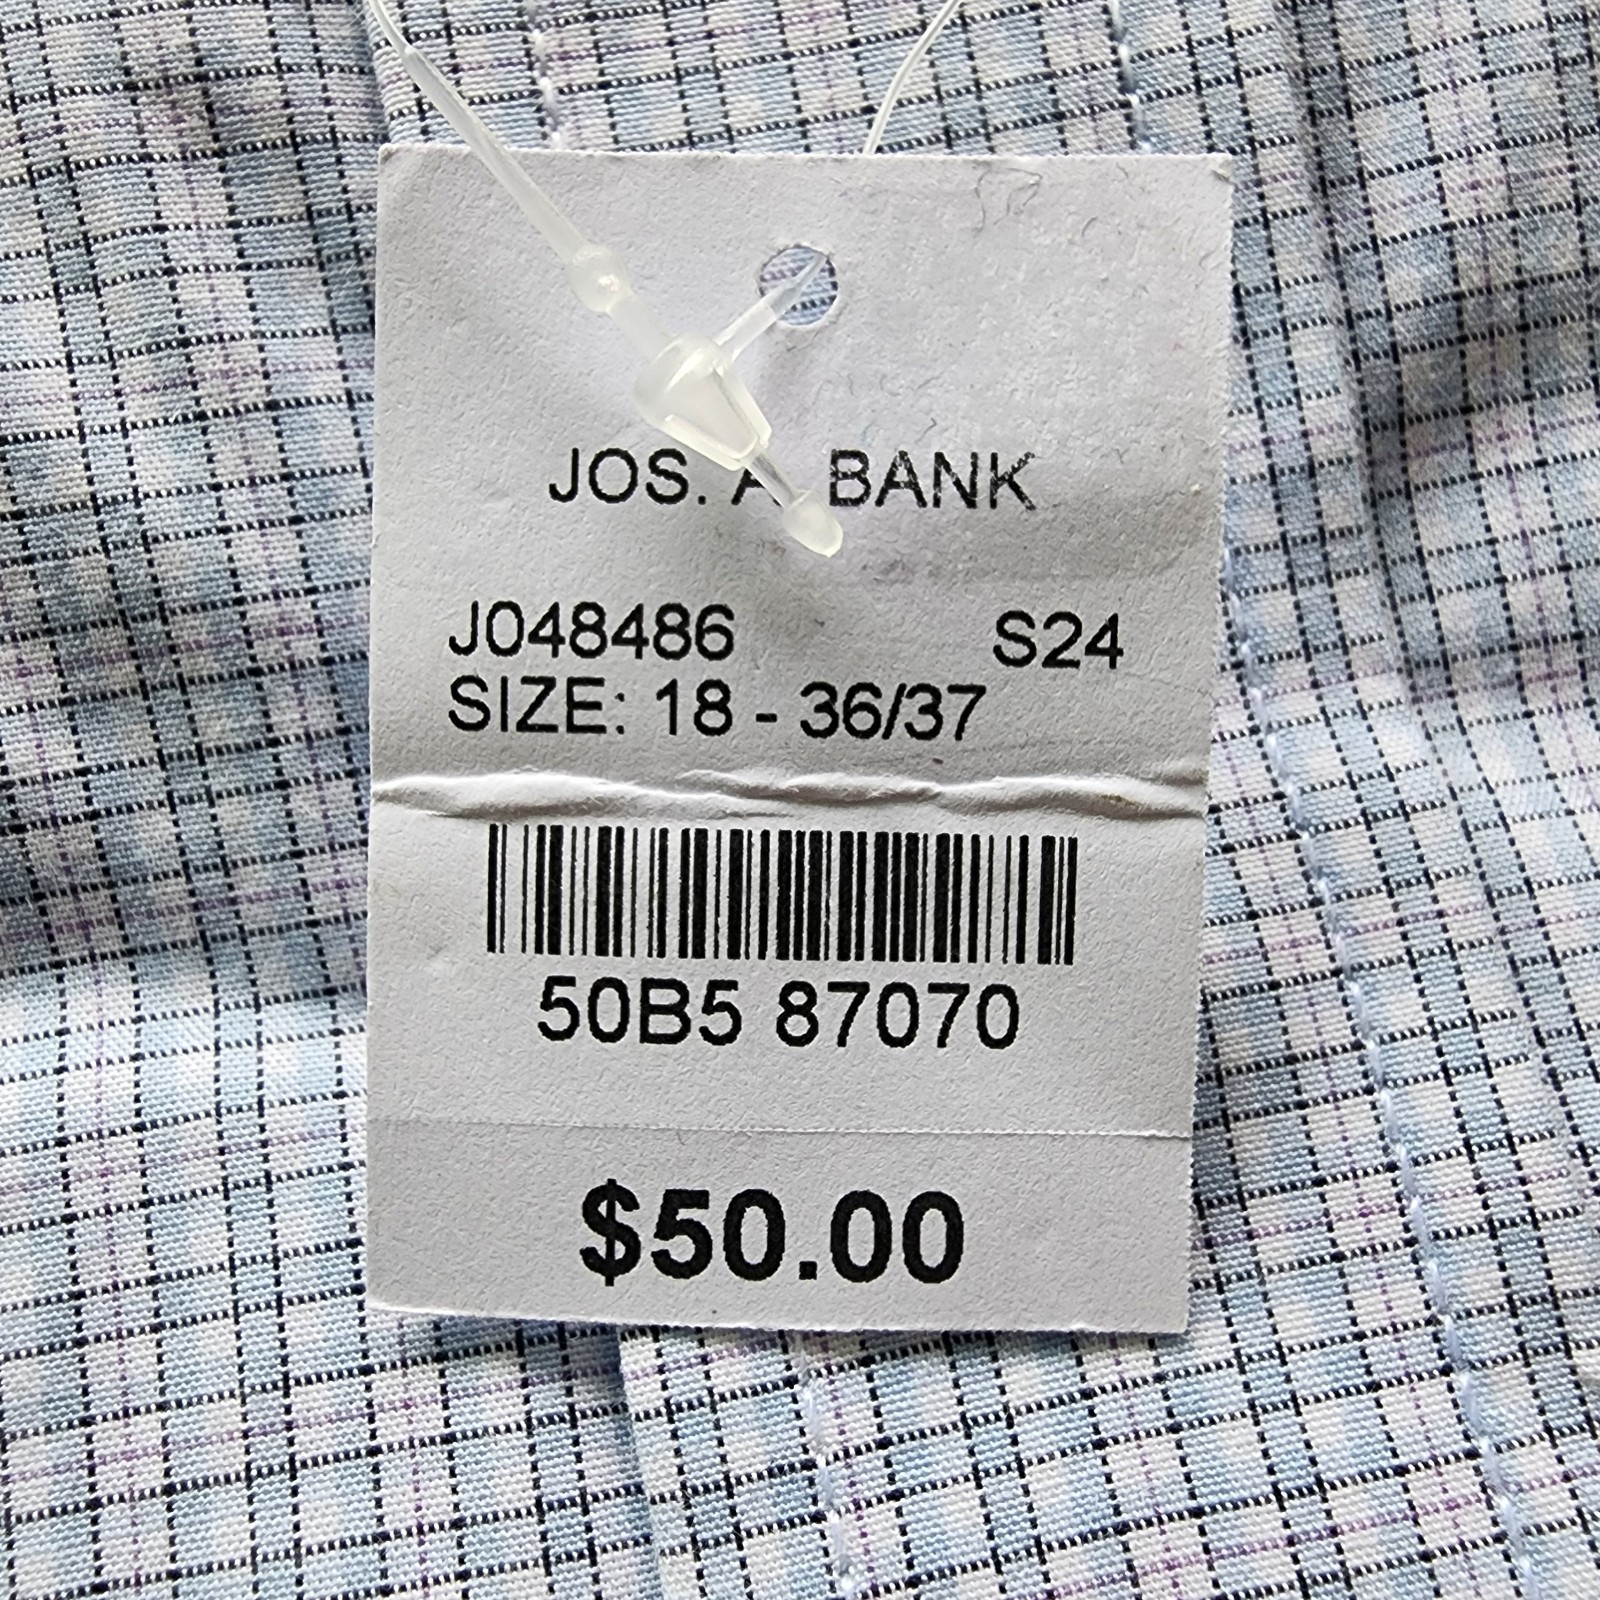 JOS. A. BANK
J048486 S24
SIZE: 18 - 36/37
50B5 87070
$50.00